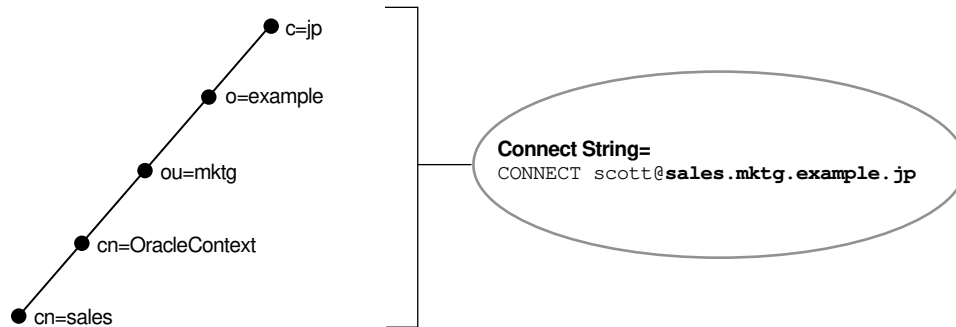 c=jp
o=example
ou=mktg
cn=OracleContext
cn=sales
Connect String=
CONNECT scott@sales.mktg.example.jp